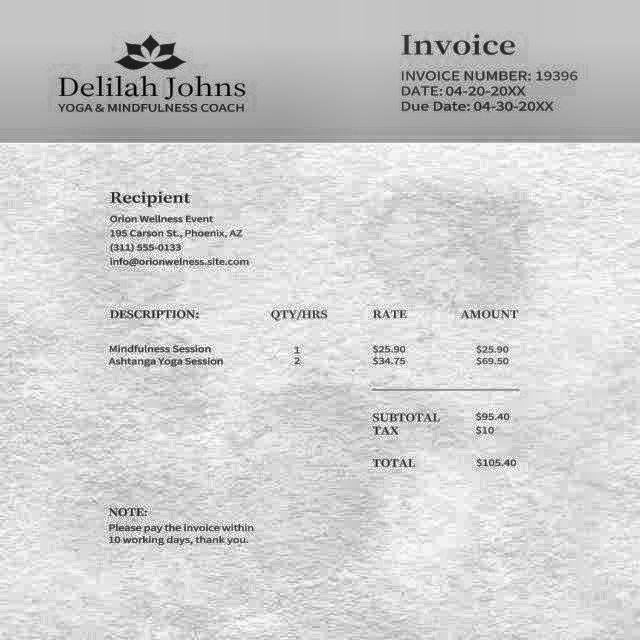 Delilah Johns
YOGA & MINDFULNESS COACH
Invoice
INVOICE NUMBER: 19396
DATE: 04-20-20XX
Due Date: 04-30-20XX
Recipient
Orion Wellness Event
195 Carson St., Phoenix, AZ
(311) 555-0133
info@orionwelness.site.com
DESCRIPTION: QTY/HRS RATE AMOUNT
Mindfulness Session 1 $25.90 $25.90
Ashtanga Yoga Session 2 $34.75 $69.50
SUBTOTAL $95.40
TAX $10
TOTAL $105.40
NOTE:
Please pay the invoice within
10 working days, thank you.